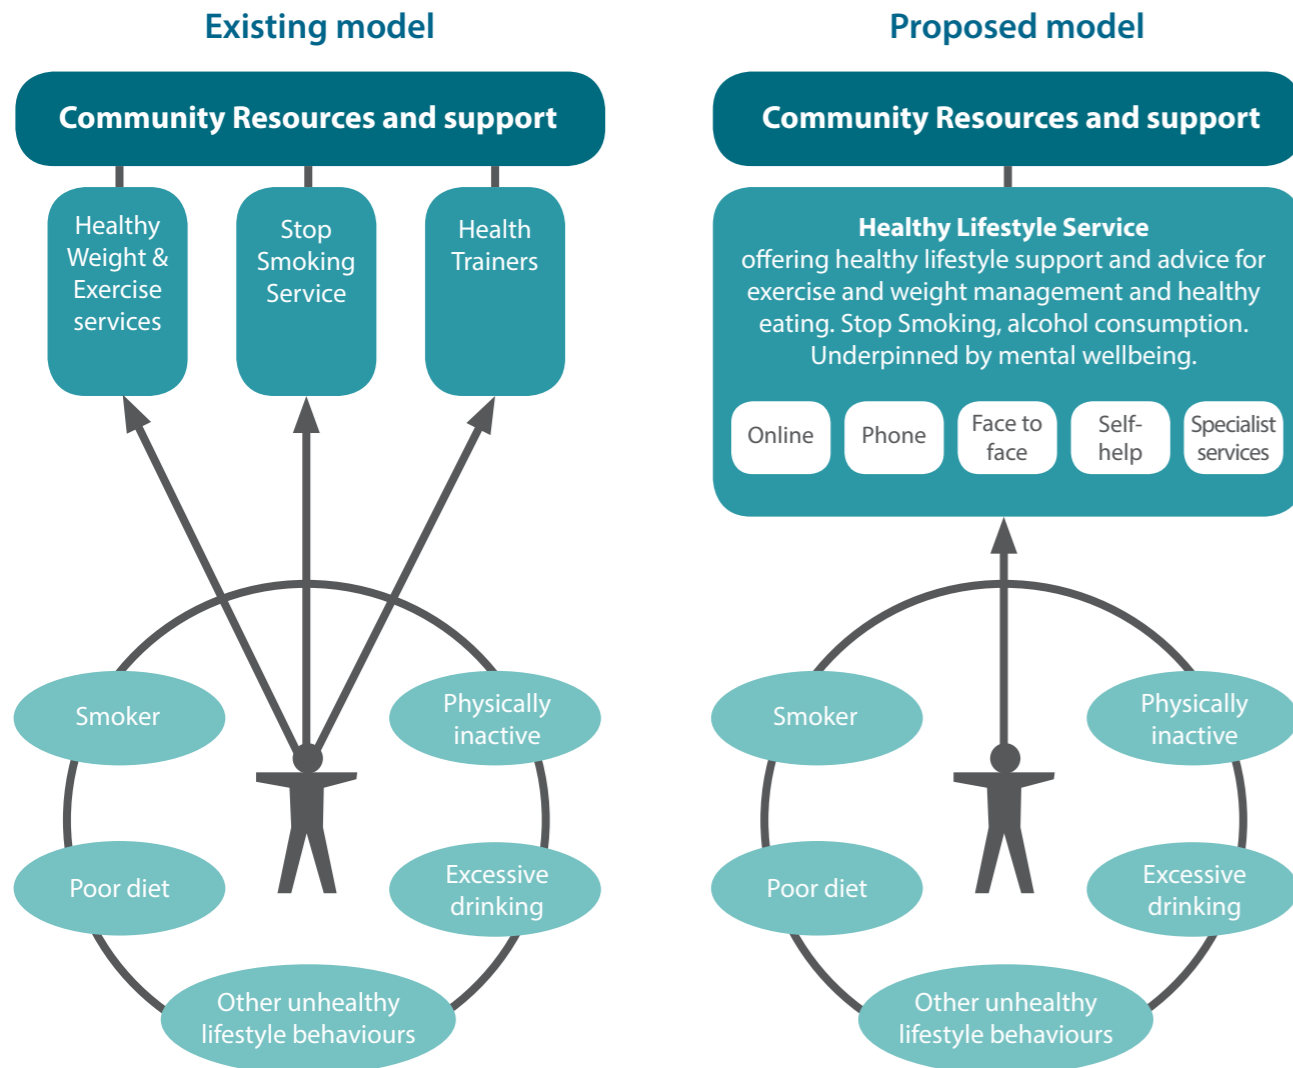 Existing model
Community Resources and support
Healthy
Weight &
Exercise
services
Stop
Smoking
Service
Health
Trainers
Smoker
Physically
inactive
Poor diet
Excessive
drinking
Other unhealthy
lifestyle behaviours
Proposed model
Community Resources and support
Healthy Lifestyle Service
offering healthy lifestyle support and advice for
exercise and weight management and healthy
eating. Stop Smoking, alcohol consumption.
Underpinned by mental wellbeing.
Online
Phone
Face to
face
Self-
help
Specialist
services
Smoker
Physically
inactive
Poor diet
Excessive
drinking
Other unhealthy
lifestyle behaviours